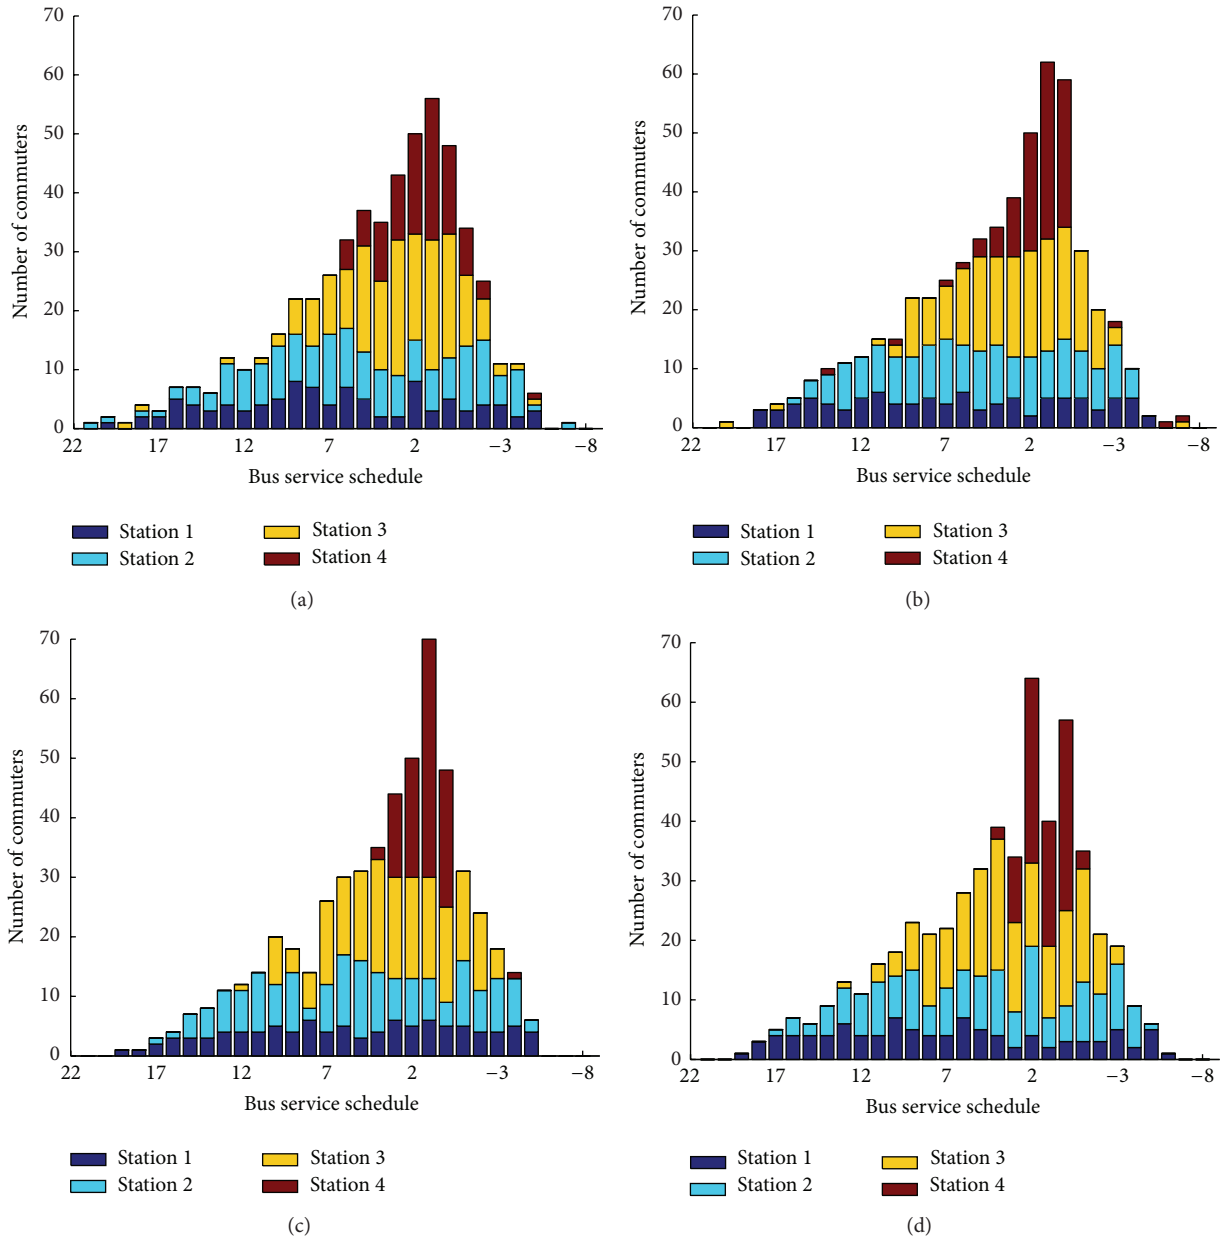 70
60
50
40
30
20
10
0
Number of commuters
22 17 12 7 2 −3 −8
Bus service schedule
Station 1 Station 3
Station 2 Station 4
(a)
70
60
50
40
30
20
10
0
Number of commuters
22 17 12 7 2 −3 −8
Bus service schedule
Station 1 Station 3
Station 2 Station 4
(b)
70
60
50
40
30
20
10
0
Number of commuters
22 17 12 7 2 −3 −8
Bus service schedule
Station 1 Station 3
Station 2 Station 4
(c)
70
60
50
40
30
20
10
0
Number of commuters
22 17 12 7 2 −3 −8
Bus service schedule
Station 1 Station 3
Station 2 Station 4
(d)